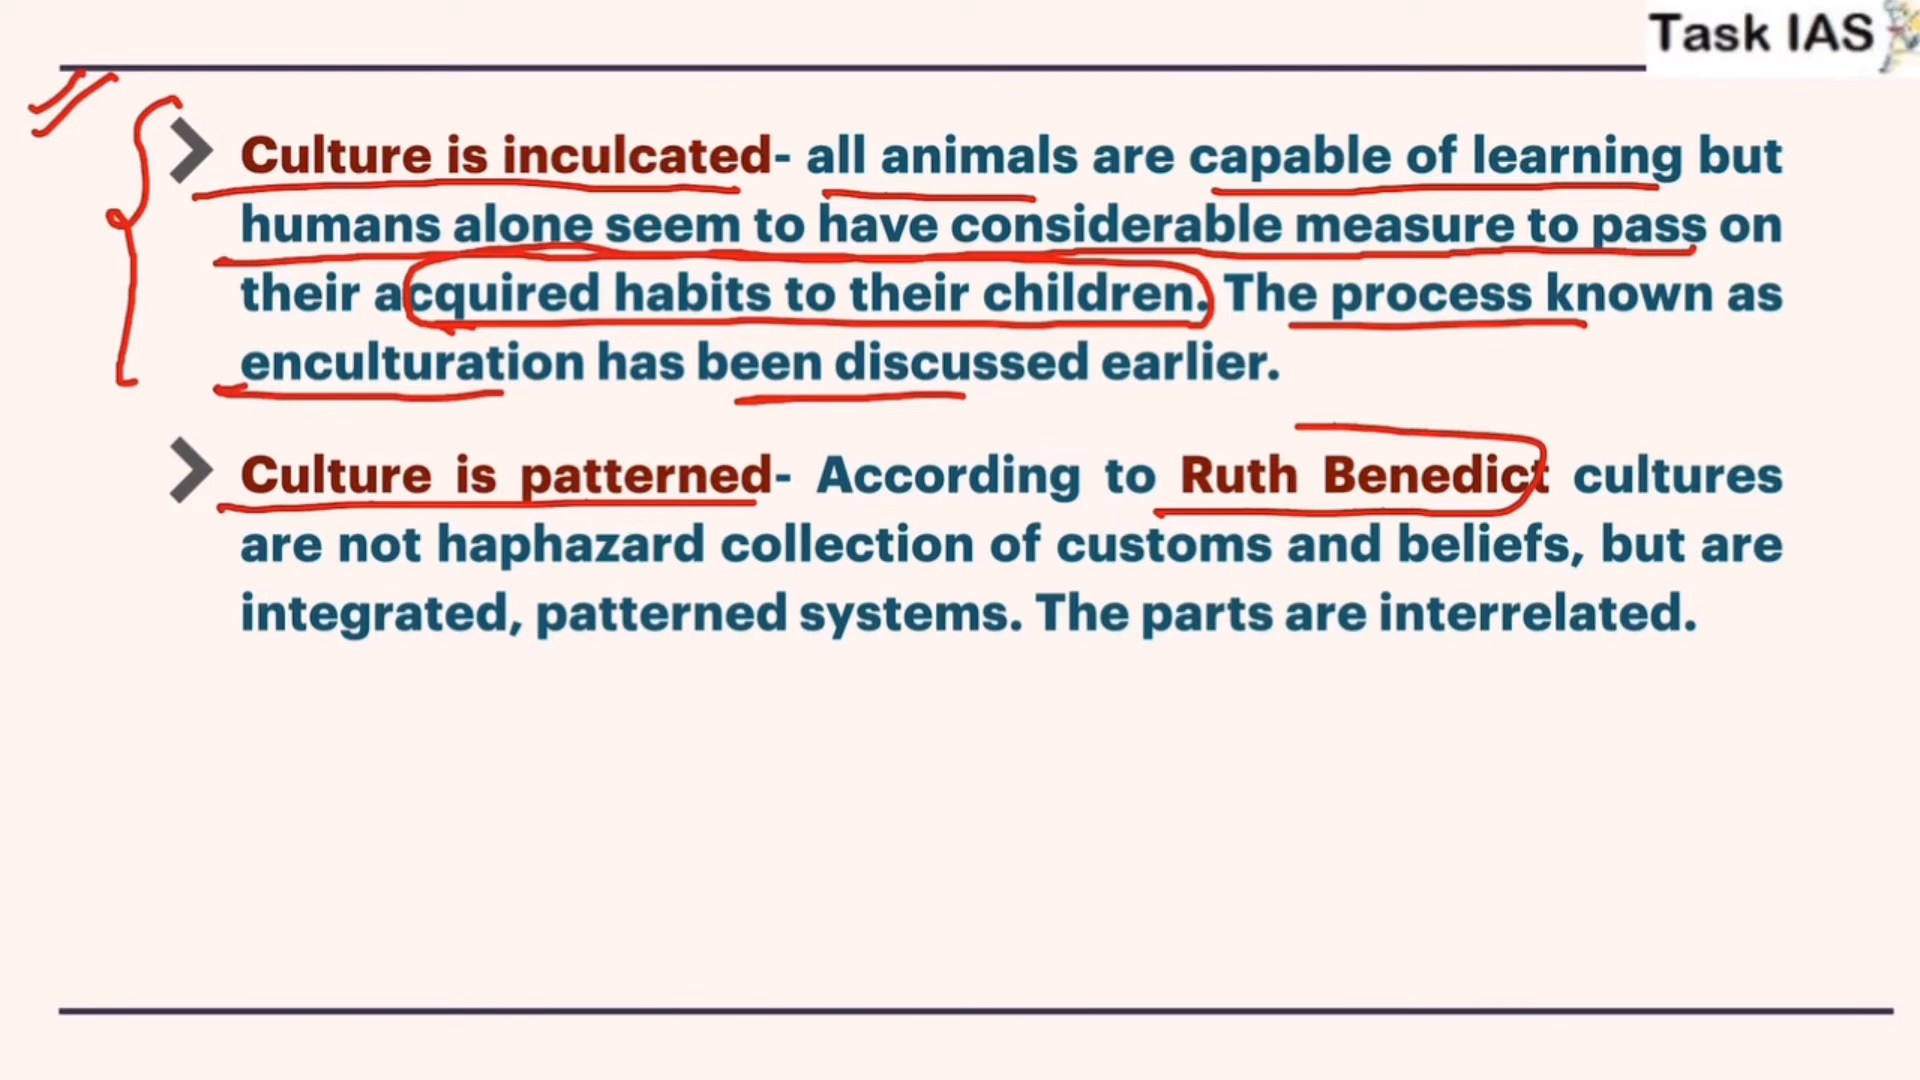 Task IAS
Culture is inculcated- all animals are capable of learning but
humans alone seem to have considerable measure to pass on
their acquired habits to their children. The process known as
enculturation has been discussed earlier.
Culture is patterned- According to Ruth Benedict cultures
are not haphazard collection of customs and beliefs, but are
integrated, patterned systems. The parts are interrelated.